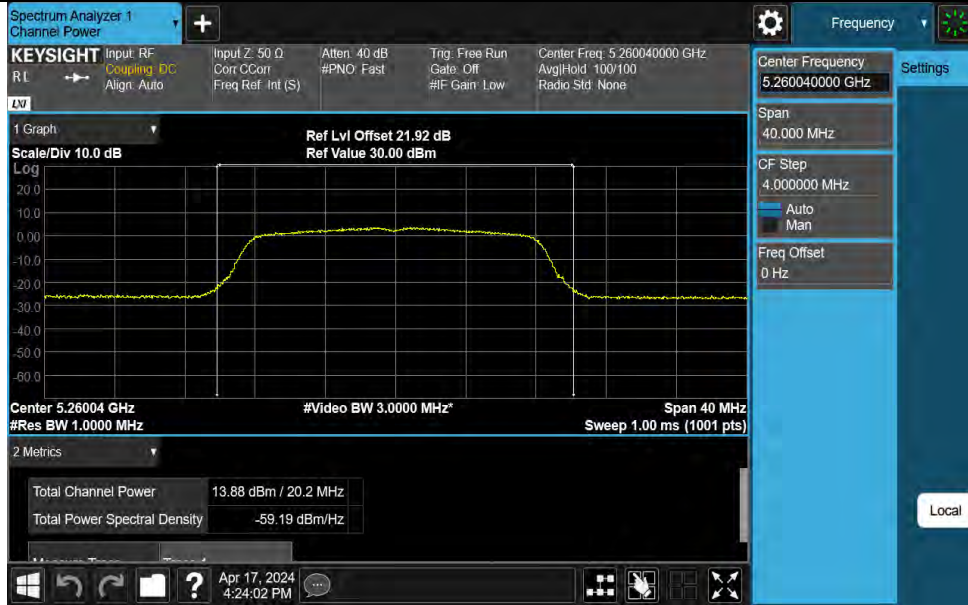 Spectrum Analyzer 1
Channel Power
+
Frequency
KEYSIGHT
RL
LXI
Input: RF
Coupling: DC
Align: Auto
Input Z: 50 Ω
Corr CCorr
Freq Ref: Int (S)
Atten: 40 dB
#PNO: Fast
Trig: Free Run
Gate: Off
#IF Gain: Low
Center Freq: 5.260040000 GHz
Avg|Hold: 100/100
Radio Std: None
Center Frequency
5.260040000 GHz
Settings
Span
40.000 MHz
CF Step
4.000000 MHz
Auto
Man
Freq Offset
0 Hz
1 Graph
Scale/Div 10.0 dB
Ref Lvl Offset 21.92 dB
Ref Value 30.00 dBm
Log
20.0
10.0
0.00
-10.0
-20.0
-30.0
-40.0
-50.0
-60.0
Center 5.26004 GHz
#Video BW 3.0000 MHz*
Span 40 MHz
#Res BW 1.0000 MHz
Sweep 1.00 ms (1001 pts)
2 Metrics
Total Channel Power 13.88 dBm / 20.2 MHz
Total Power Spectral Density -59.19 dBm/Hz
Local
?
Apr 17, 2024
4:24:02 PM